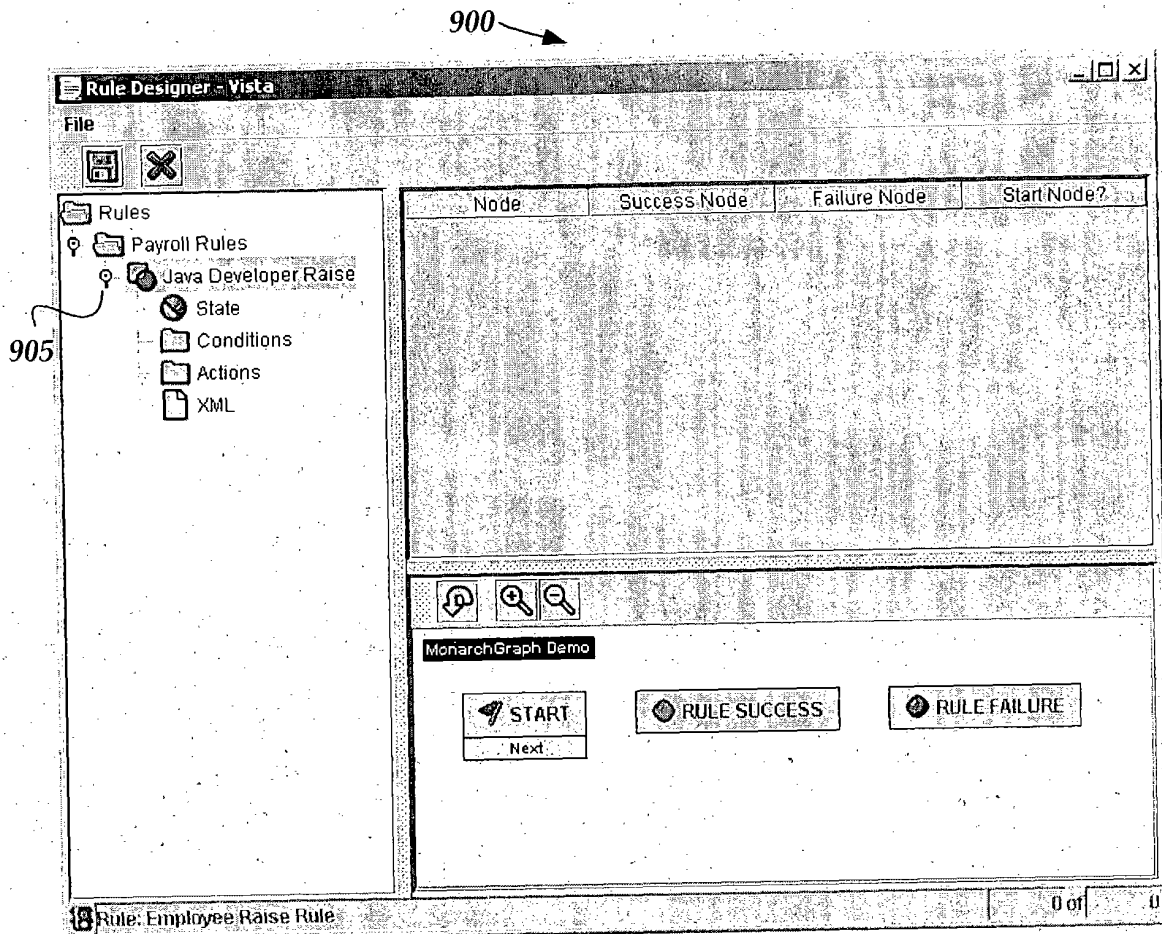 900
Rule Designer - Vista
File
Rules
Payroll Rules
Java Developer Raise
State
Conditions
Actions
XML
905
Node Success Node Failure Node Start Node?
MonarchGraph Demo
START
Next
RULE SUCCESS
RULE FAILURE
Rule: Employee Raise Rule
0 of 0